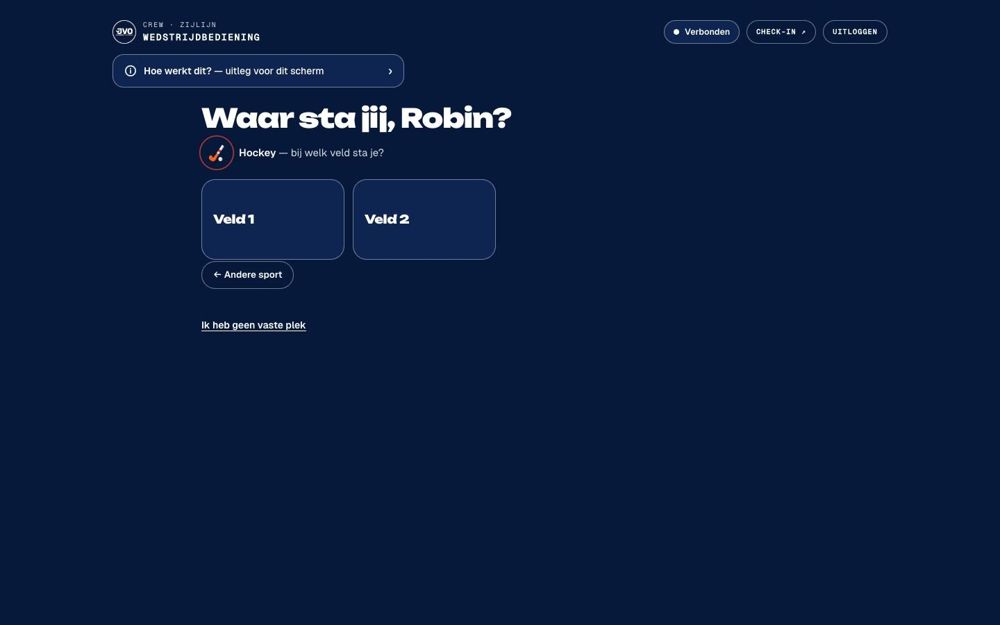 JVO
CREW · ZIJLIJN
WEDSTRIJDBEDIENING
Verbonden
CHECK-IN ↗
UITLOGGEN
Hoe werkt dit? — uitleg voor dit scherm ›
Waar sta jij, Robin?
Hockey — bij welk veld sta je?
Veld 1
Veld 2
← Andere sport
Ik heb geen vaste plek